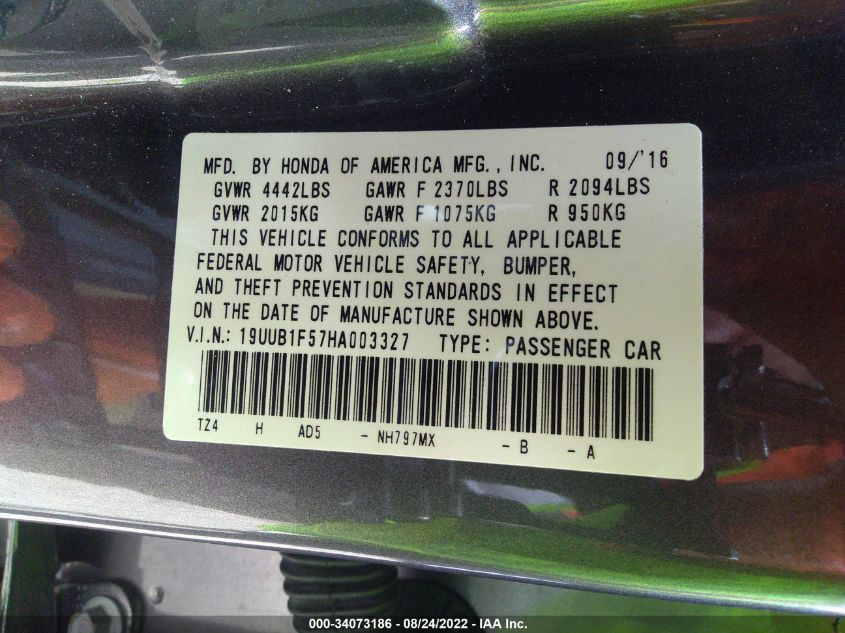 MFD. BY HONDA OF AMERICA MFG., INC. 09/'16
GVWR 4442LBS GAWR F 2370LBS R 2094LBS
GVWR 2015KG GAWR F 1075KG R 950KG
THIS VEHICLE CONFORMS TO ALL APPLICABLE
FEDERAL MOTOR VEHICLE SAFETY, BUMPER,
AND THEFT PREVENTION STANDARDS IN EFFECT
ON THE DATE OF MANUFACTURE SHOWN ABOVE.
V.I.N.: 19UUB1F57HA003327 TYPE: PASSENGER CAR
TZ4 H AD5 - NH797MX - B - A
000-34073186 - 08/24/2022 - IAA Inc.